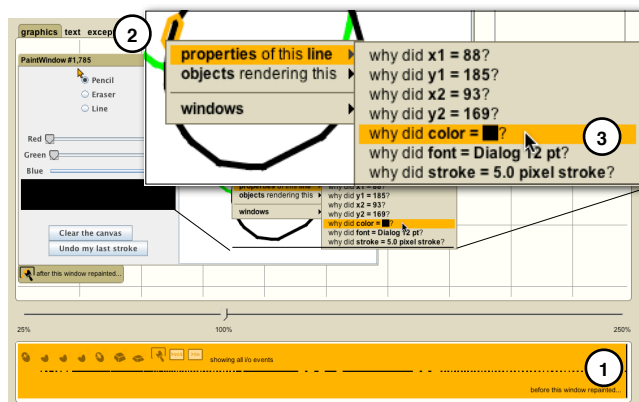 graphics text excep
2
PaintWindow #1,785
Pencil
Eraser
Line
Red
Green
Blue
Clear the canvas
Undo my last stroke
after this window repainted...
properties of this line
objects rendering this
windows
why did x1 = 88?
why did y1 = 185?
why did x2 = 93?
why did y2 = 169?
why did color = ?
why did font = Dialog 12 pt?
why did stroke = 5.0 pixel stroke?
3
properties of this line
objects rendering this
windows
why did x1 = 88?
why did y1 = 185?
why did x2 = 93?
why did y2 = 169?
why did color = ?
why did font = Dialog 12 pt?
why did stroke = 5.0 pixel stroke?
25%
100%
250%
showing all i/o events
1
before this window repainted...